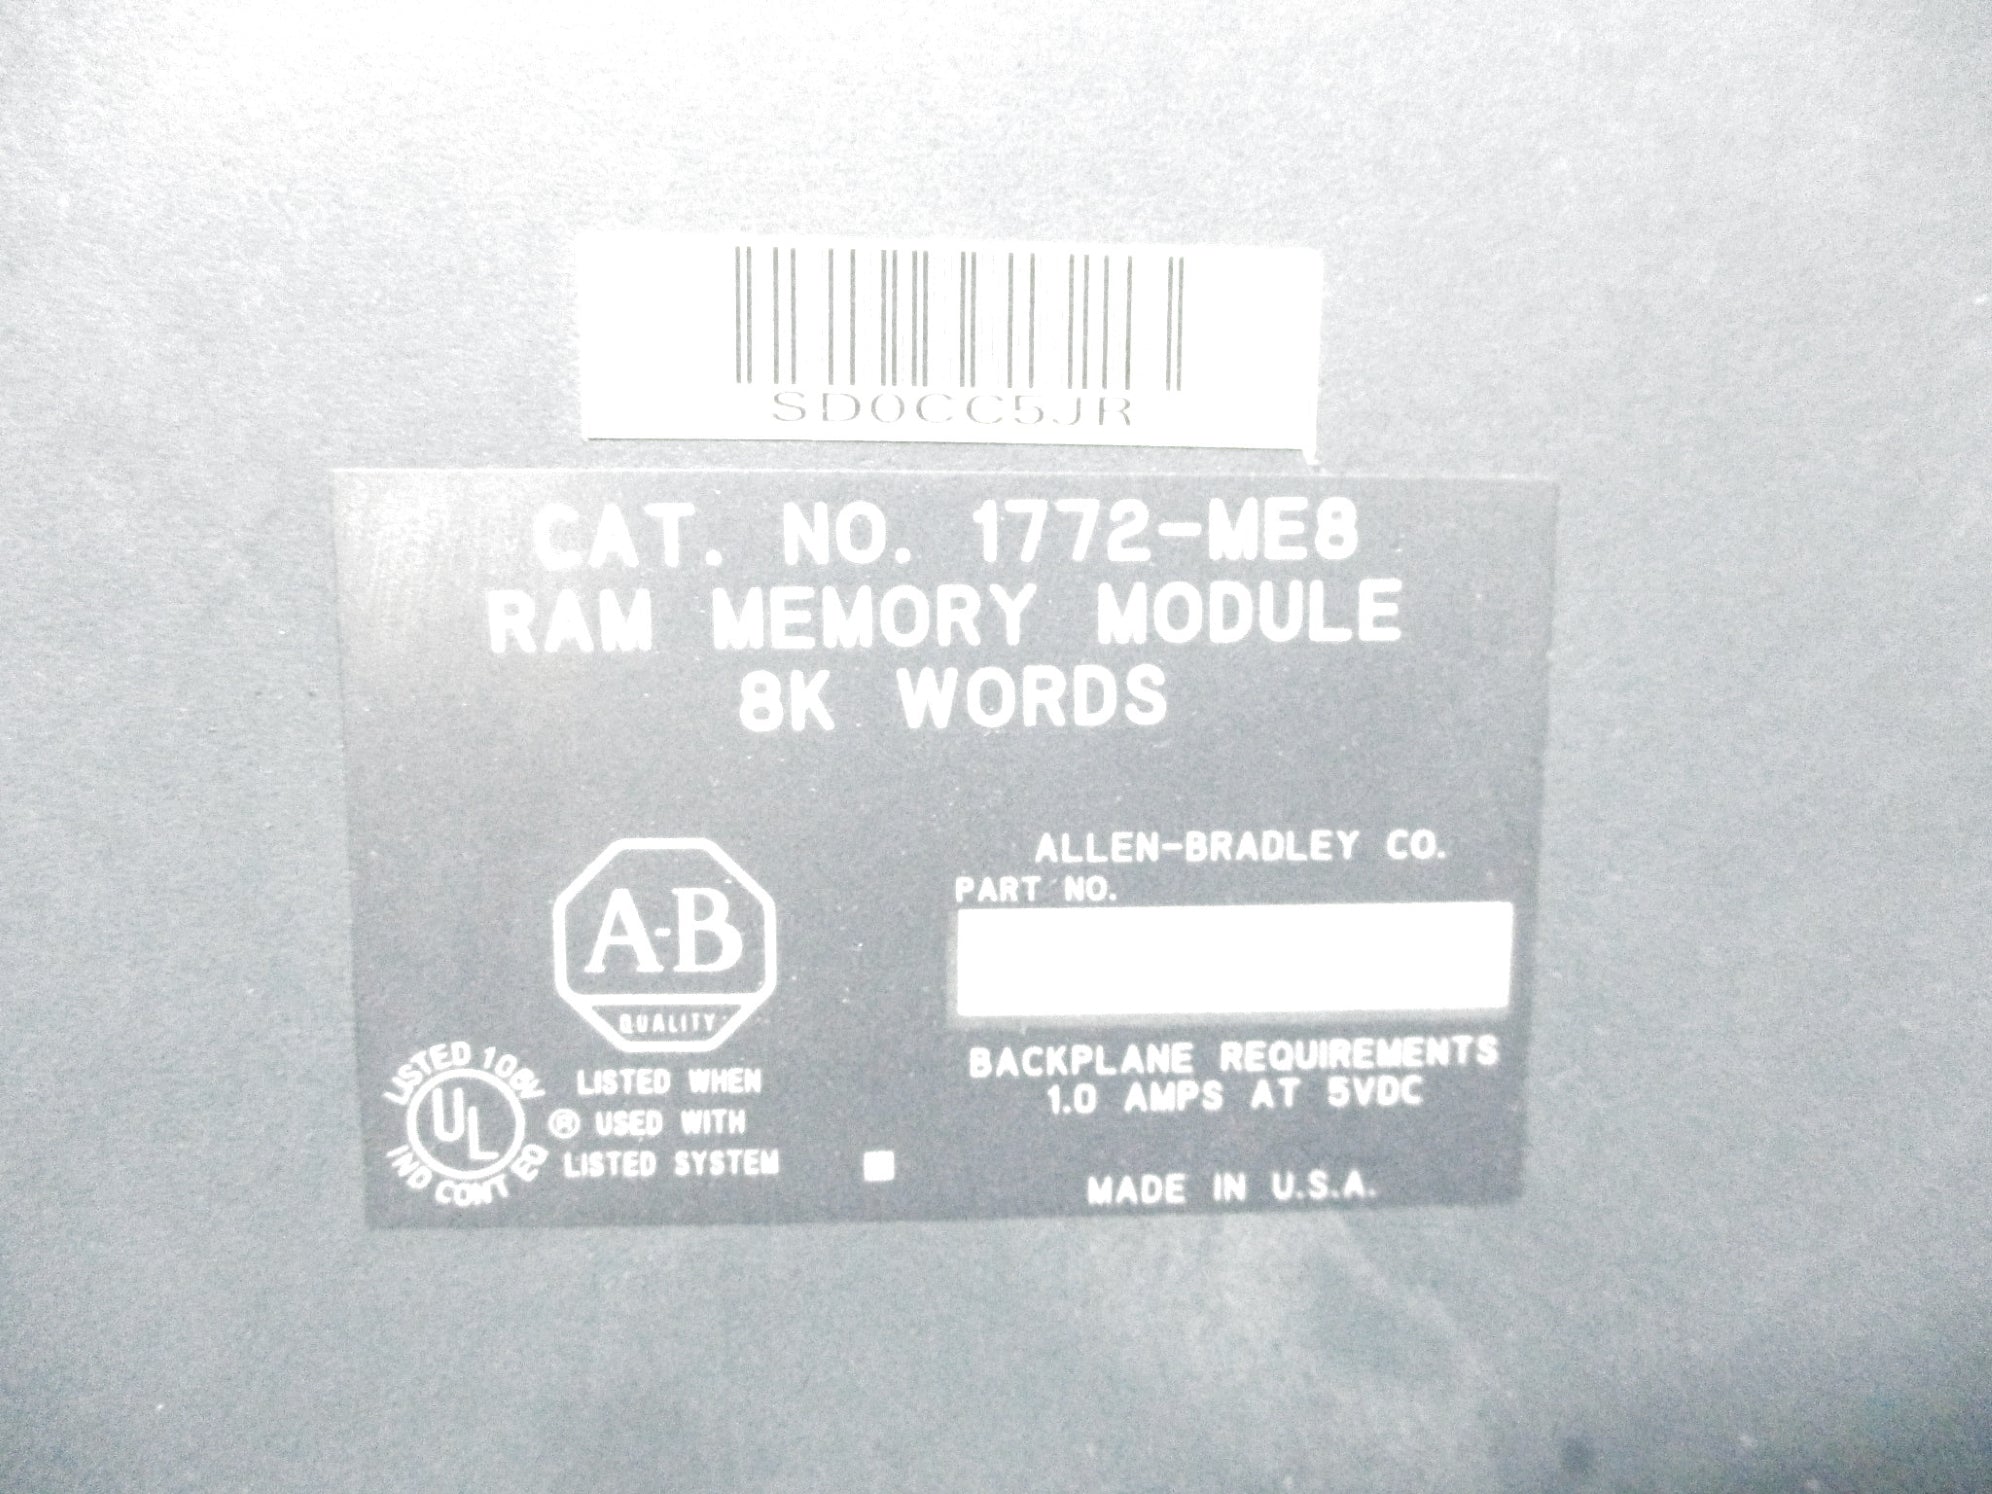 SD0CC5JR
CAT. NO. 1772-ME8
RAM MEMORY MODULE
8K WORDS
ALLEN-BRADLEY CO.
PART NO.
A-B
QUALITY
BACKPLANE REQUIREMENTS
1.0 AMPS AT 5VDC
LISTED 108V
UL
IND CONT EQ
LISTED WHEN
® USED WITH
LISTED SYSTEM
MADE IN U.S.A.